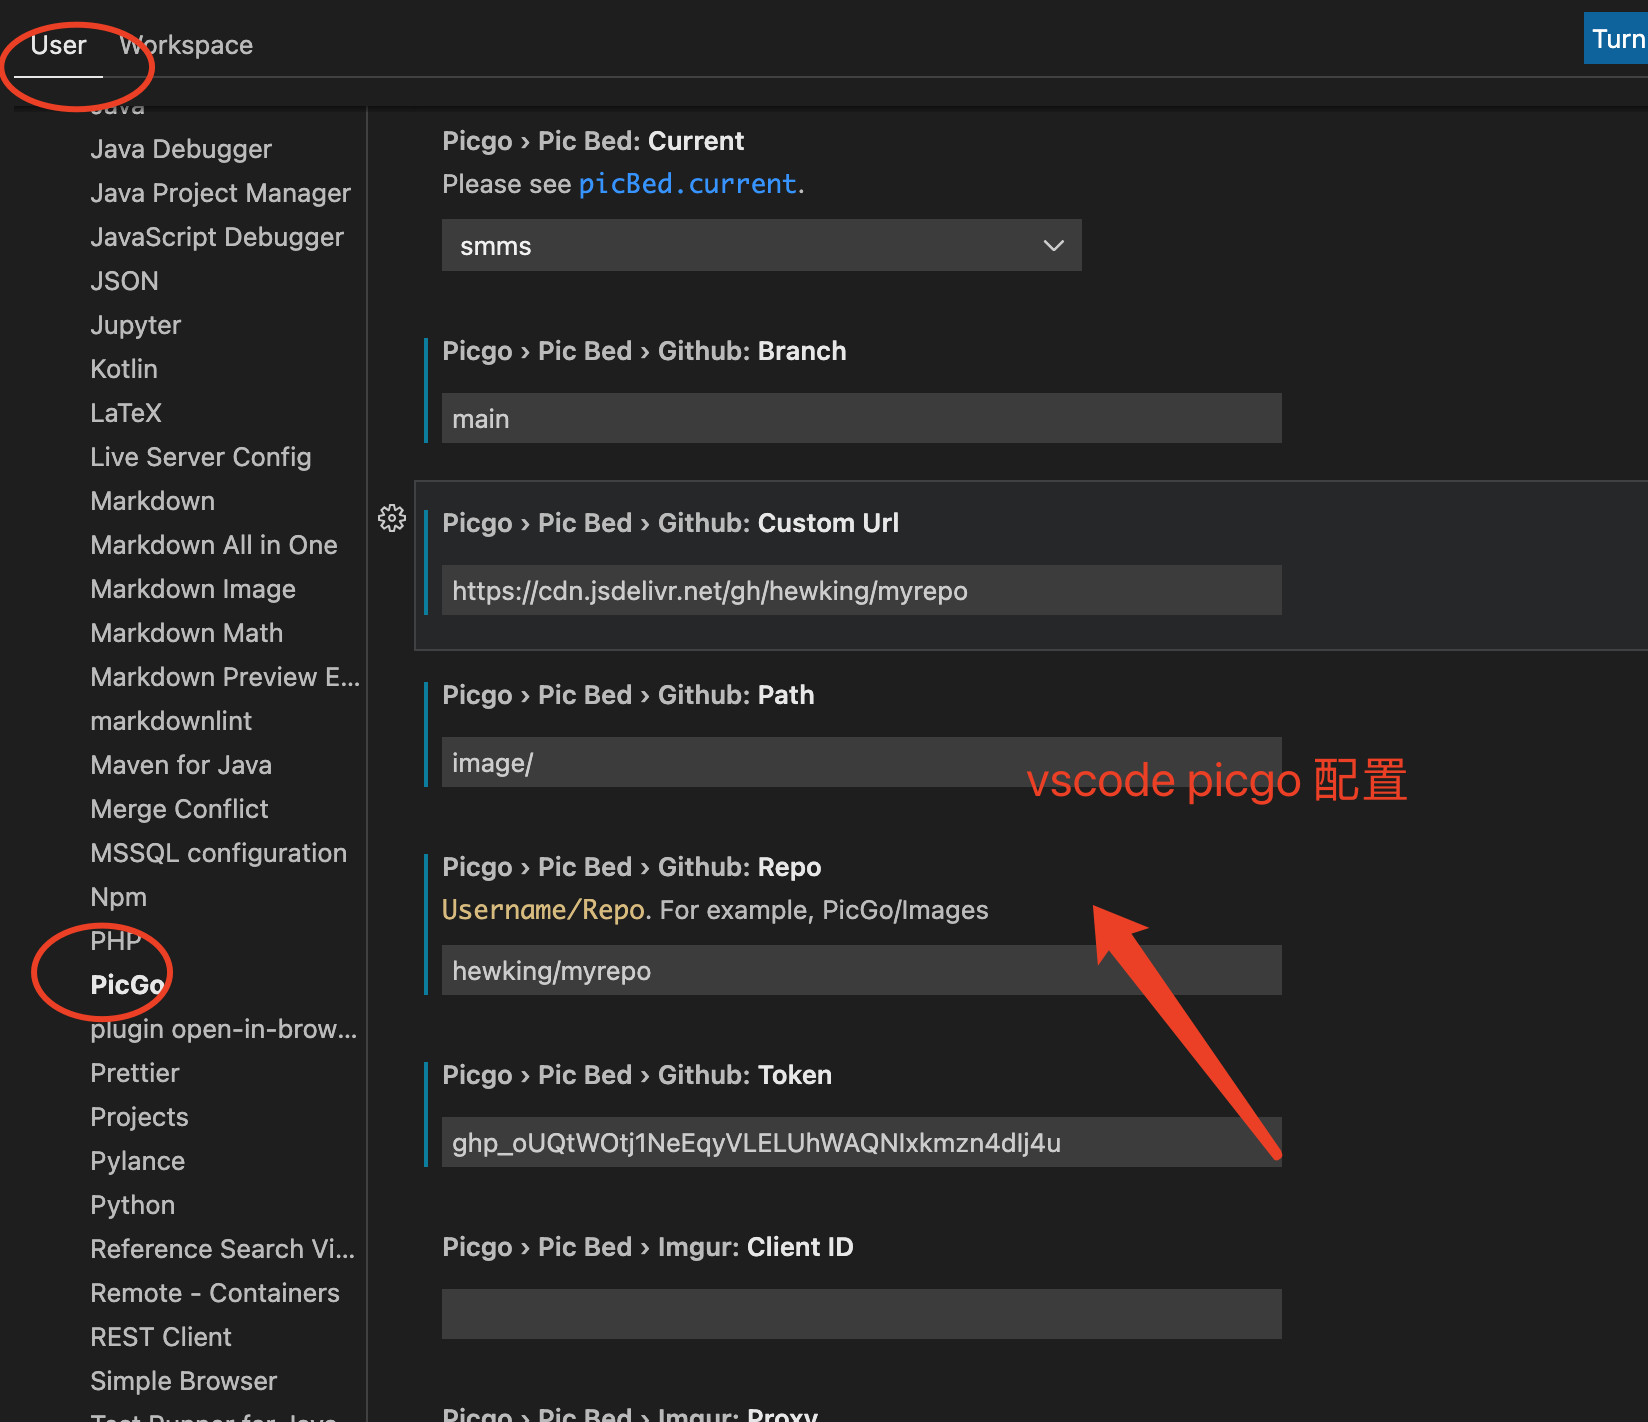 User Workspace
Turn
Java
Java Debugger
Java Project Manager
JavaScript Debugger
JSON
Jupyter
Kotlin
LaTeX
Live Server Config
Markdown
Markdown All in One
Markdown Image
Markdown Math
Markdown Preview E...
markdownlint
Maven for Java
Merge Conflict
MSSQL configuration
Npm
PHP
PicGo
plugin open-in-brow...
Prettier
Projects
Pylance
Python
Reference Search Vi...
Remote - Containers
REST Client
Simple Browser
Test Runner for Java
Picgo › Pic Bed: Current
Please see picBed.current.
smms
Picgo › Pic Bed › Github: Branch
main
Picgo › Pic Bed › Github: Custom Url
https://cdn.jsdelivr.net/gh/hewking/myrepo
Picgo › Pic Bed › Github: Path
image/
vscode picgo 配置
Picgo › Pic Bed › Github: Repo
Username/Repo. For example, PicGo/Images
hewking/myrepo
Picgo › Pic Bed › Github: Token
Picgo › Pic Bed › Imgur: Client ID
Picgo › Pic Bed › Imgur: Proxy